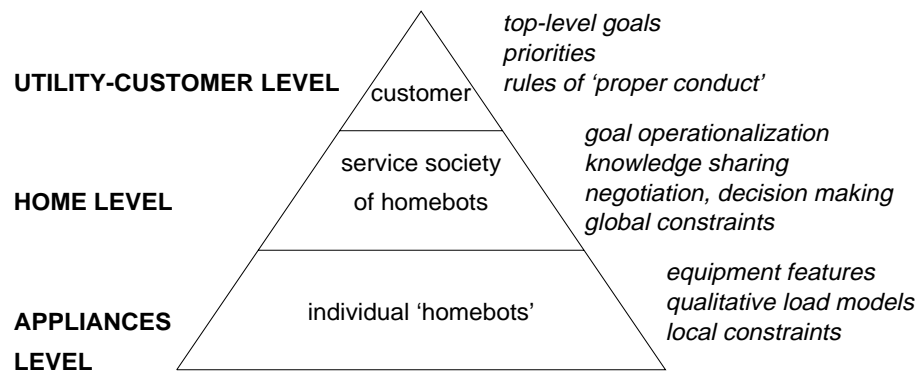 top-level goals
priorities
rules of ‘proper conduct’
UTILITY-CUSTOMER LEVEL
customer
goal operationalization
knowledge sharing
negotiation, decision making
global constraints
service society
of homebots
HOME LEVEL
equipment features
qualitative load models
local constraints
individual ‘homebots’
APPLIANCES
LEVEL